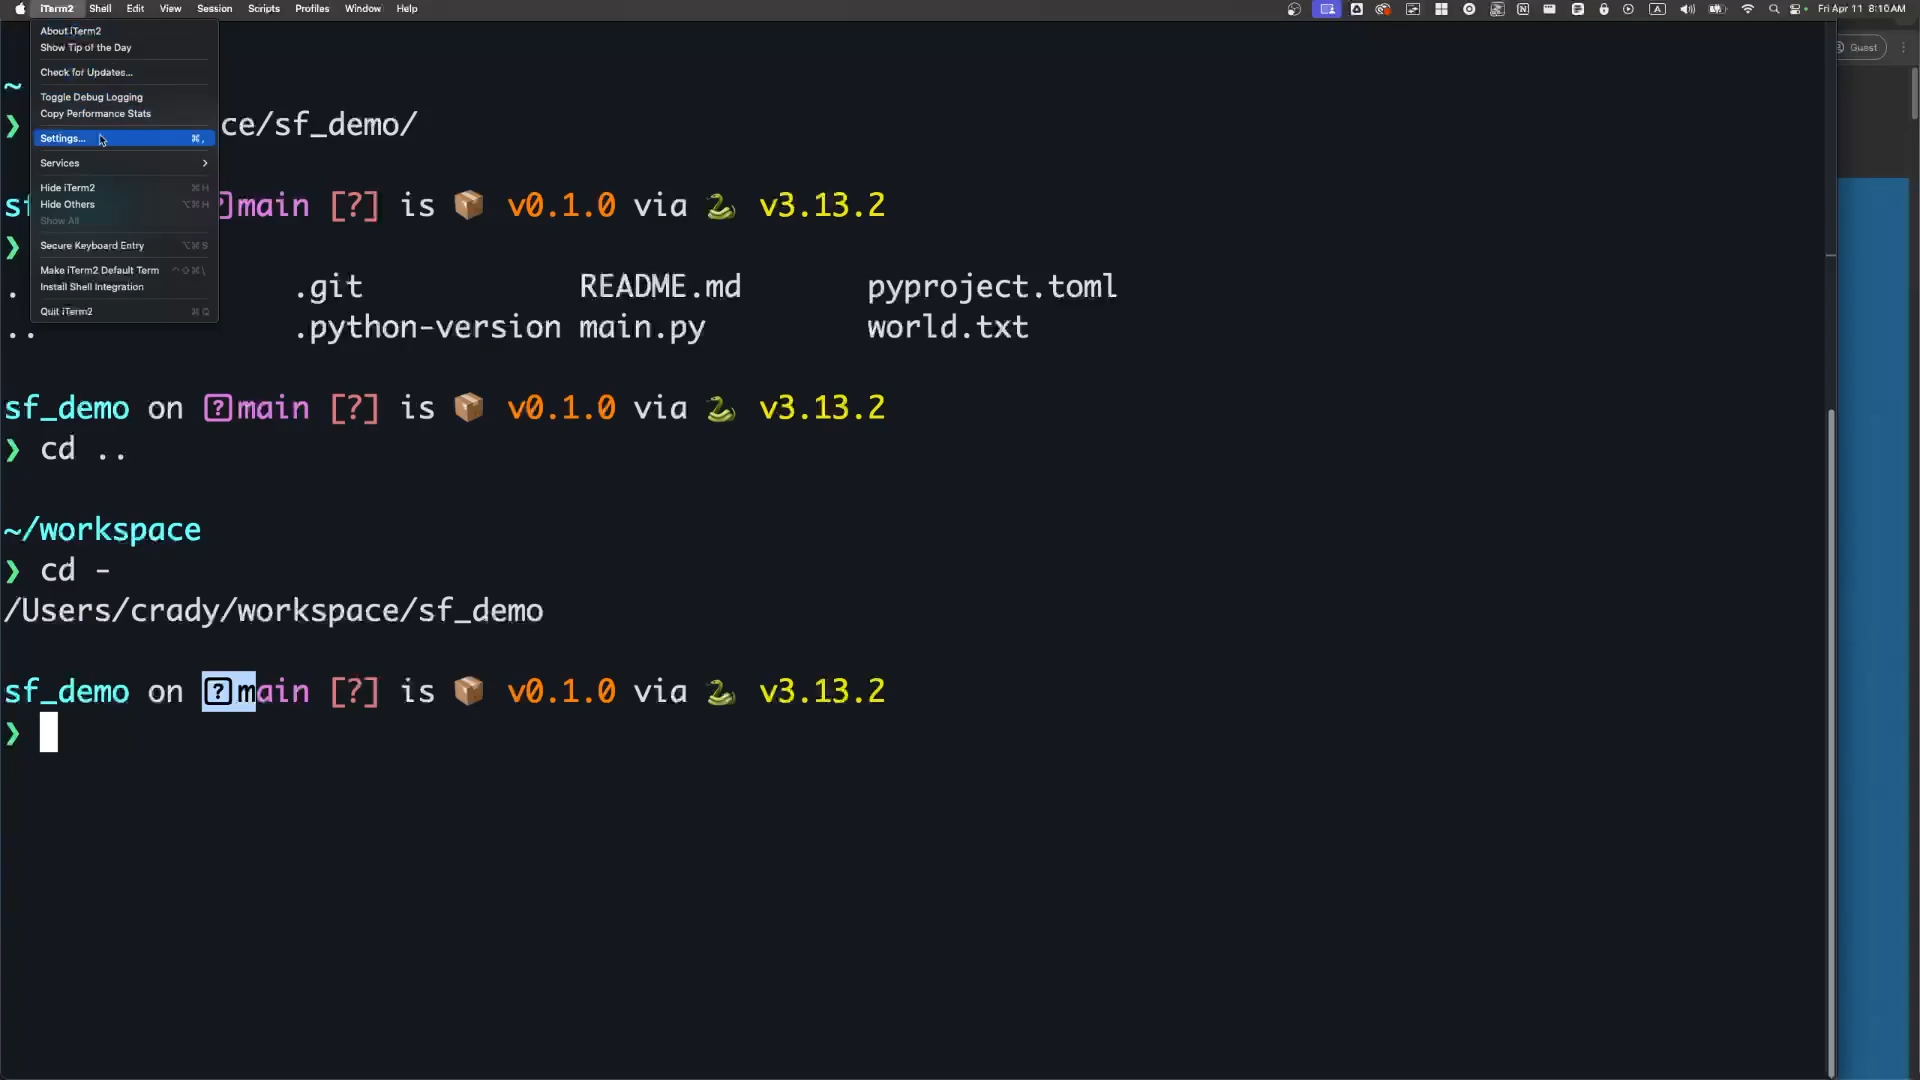 iTerm2 Shell Edit View Session Scripts Profiles Window Help Fri Apr 11 8:10 AM
About iTerm2
Show Tip of the Day
Check for Updates...
Toggle Debug Logging
Copy Performance Stats
Settings... ⌘ ,
Services >
Hide iTerm2 ⌘ H
Hide Others ⌥⌘ H
Show All
Secure Keyboard Entry ⌥⌘ S
Make iTerm2 Default Term ^⇧⌘ \
Install Shell Integration
Quit iTerm2 ⌘ Q
Guest
~
❯ ce/sf_demo/
sf main [?] is 📦 v0.1.0 via 🐍 v3.13.2
❯
. .git README.md pyproject.toml
.. .python-version main.py world.txt
sf_demo on [?]main [?] is 📦 v0.1.0 via 🐍 v3.13.2
❯ cd ..
~/workspace
❯ cd -
/Users/crady/workspace/sf_demo
sf_demo on [?]main [?] is 📦 v0.1.0 via 🐍 v3.13.2
❯